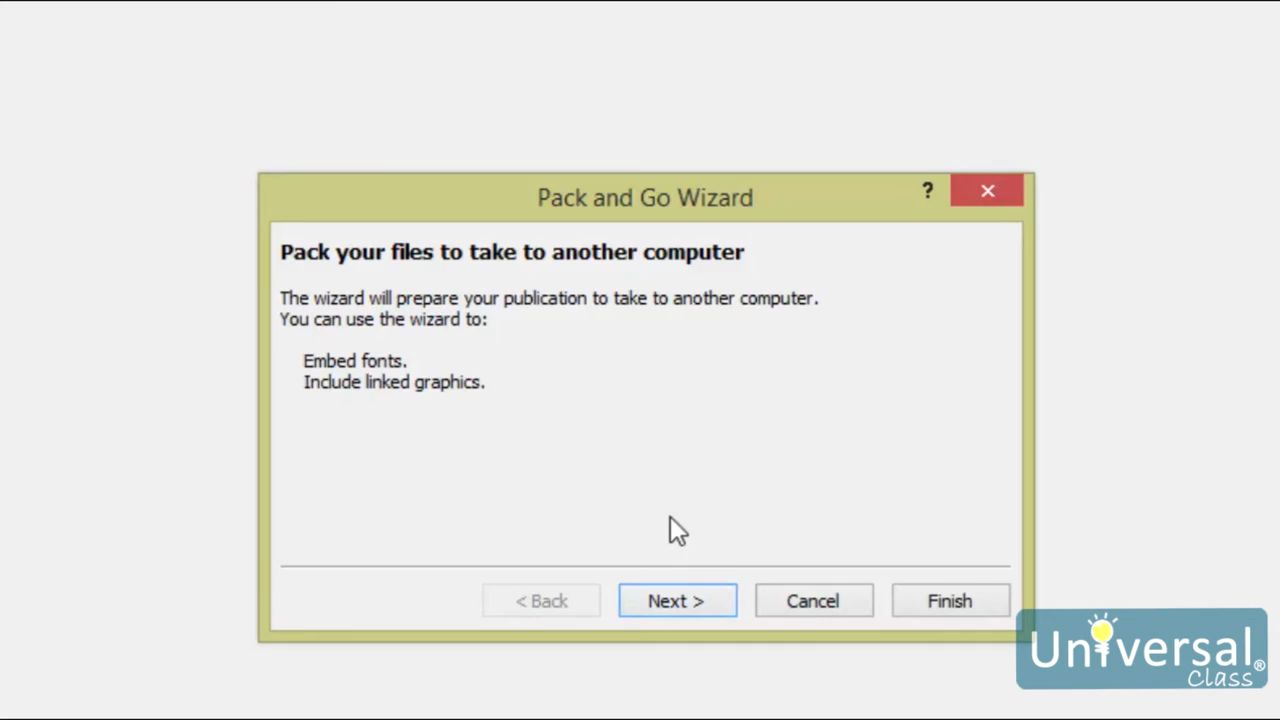 Pack and Go Wizard
?
Pack your files to take to another computer
The wizard will prepare your publication to take to another computer.
You can use the wizard to:
Embed fonts.
Include linked graphics.
< Back
Next >
Cancel
Finish
Universal®
Class